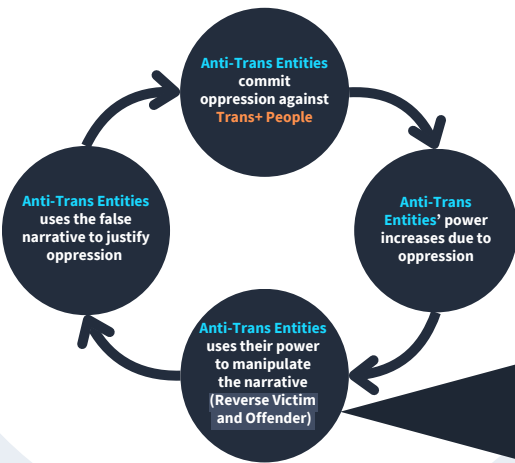 Anti-Trans Entities
commit
oppression against
Trans+ People
Anti-Trans
Entities’ power
increases due to
oppression
Anti-Trans Entities
uses their power
to manipulate
the narrative
(Reverse Victim
and Offender)
Anti-Trans Entities
uses the false
narrative to justify
oppression